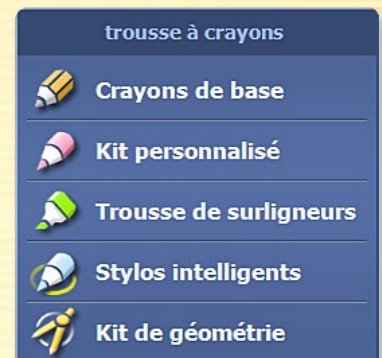 trousse à crayons
Crayons de base
Kit personnalisé
Trousse de surligneurs
Stylos intelligents
Kit de géométrie